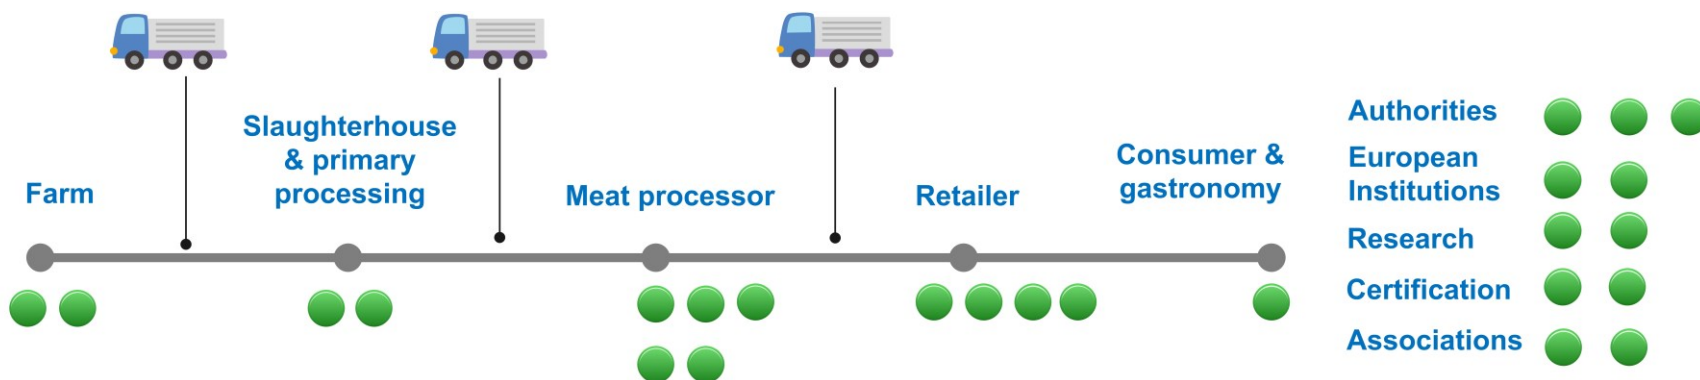 Farm
Slaughterhouse
& primary
processing
Meat processor
Retailer
Consumer &
gastronomy
Authorities
European
Institutions
Research
Certification
Associations